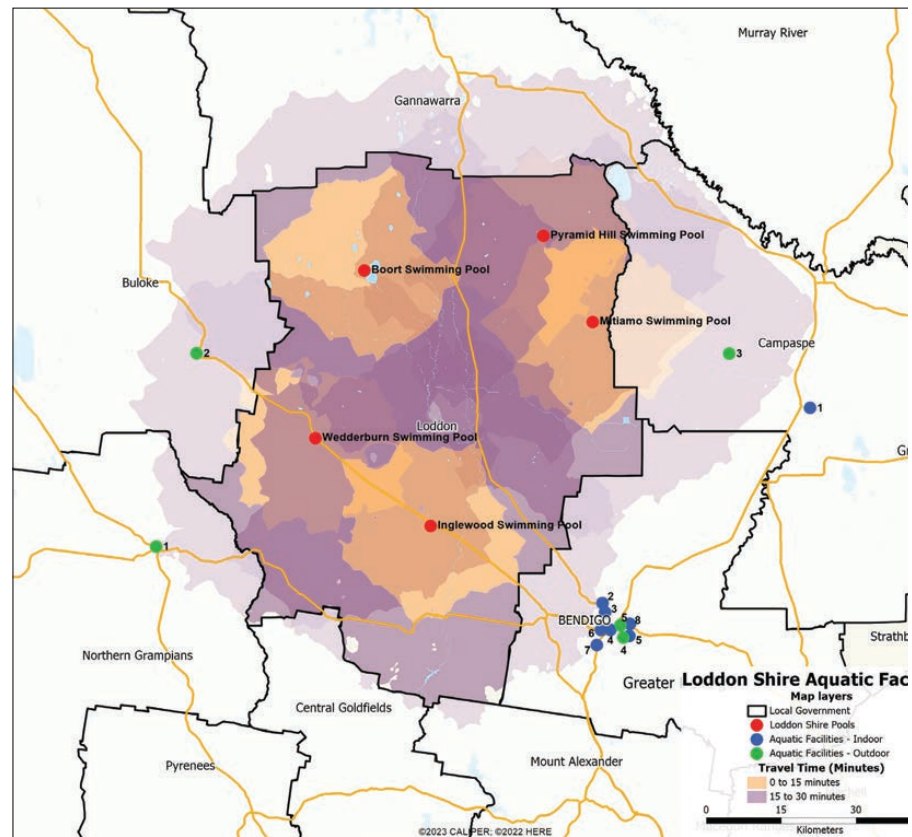 Murray River
Gannawarra
Pyramid Hill Swimming Pool
Boort Swimming Pool
Buloke
Mitiamo Swimming Pool
2
3
Campaspe
1
Loddon
Wedderburn Swimming Pool
Gr
Inglewood Swimming Pool
1
2
3
BENDIGO
5
8
6
4
5
4
7
Strathb
Northern Grampians
Greater
Loddon Shire Aquatic Fac
Map layers
Local Government
Loddon Shire Pools
Aquatic Facilities - Indoor
Aquatic Facilities - Outdoor
Travel Time (Minutes)
0 to 15 minutes
15 to 30 minutes
0
15
30
Kilometers
Central Goldfields
Pyrenees
Mount Alexander
©2023 CALIPER; ©2022 HERE